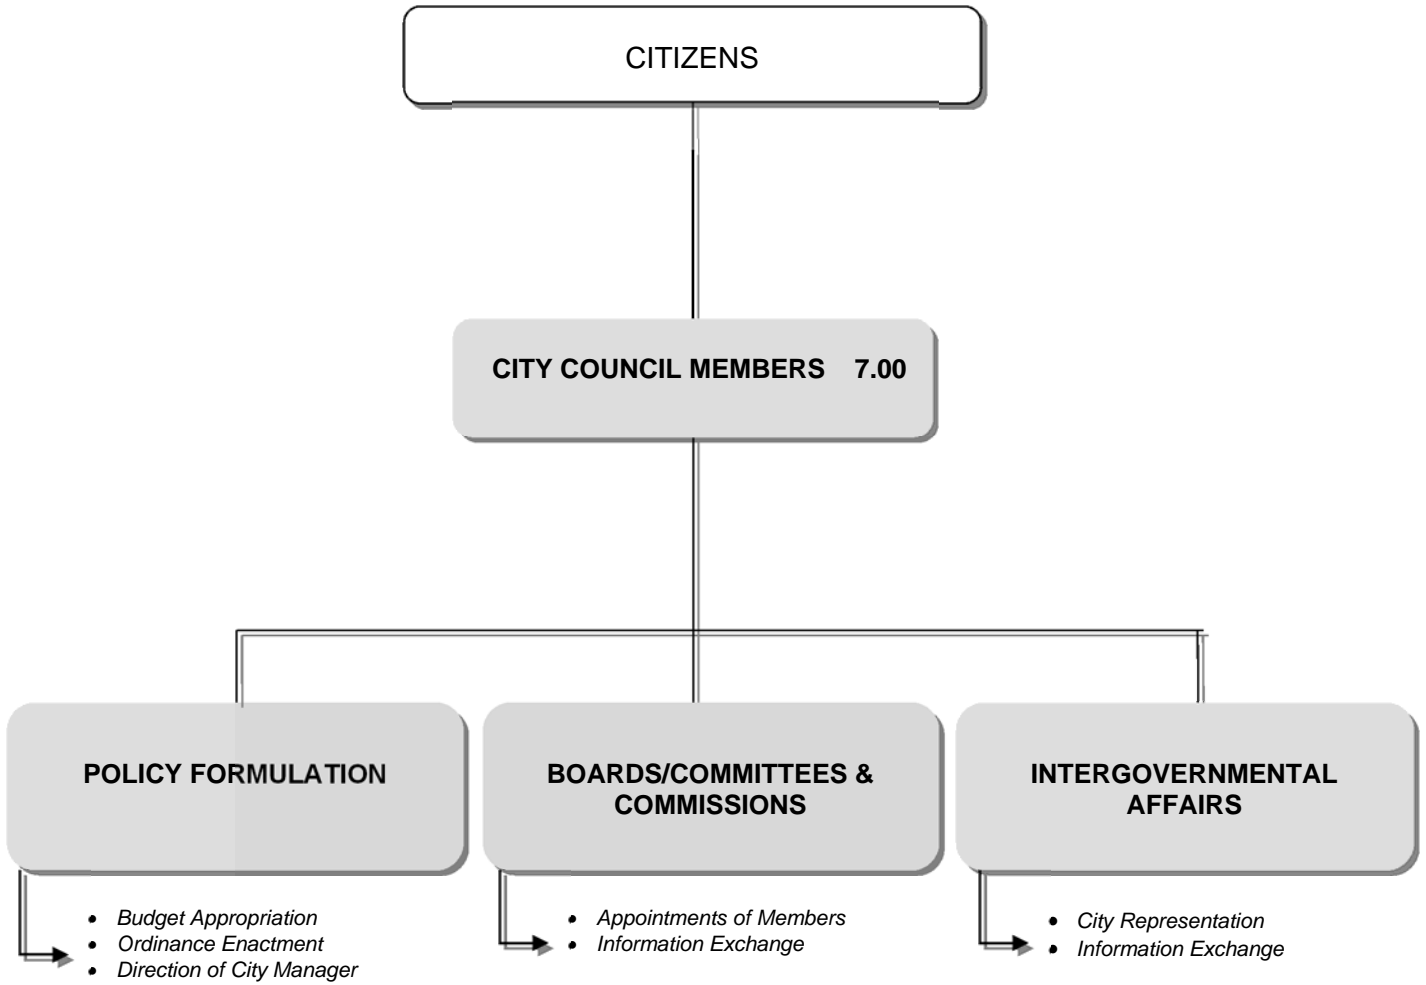 CITIZENS
CITY COUNCIL MEMBERS 7.00
POLICY FORMULATION
BOARDS/COMMITTEES &
COMMISSIONS
INTERGOVERNMENTAL
AFFAIRS
• Budget Appropriation
• Ordinance Enactment
• Direction of City Manager
• Appointments of Members
• Information Exchange
• City Representation
• Information Exchange